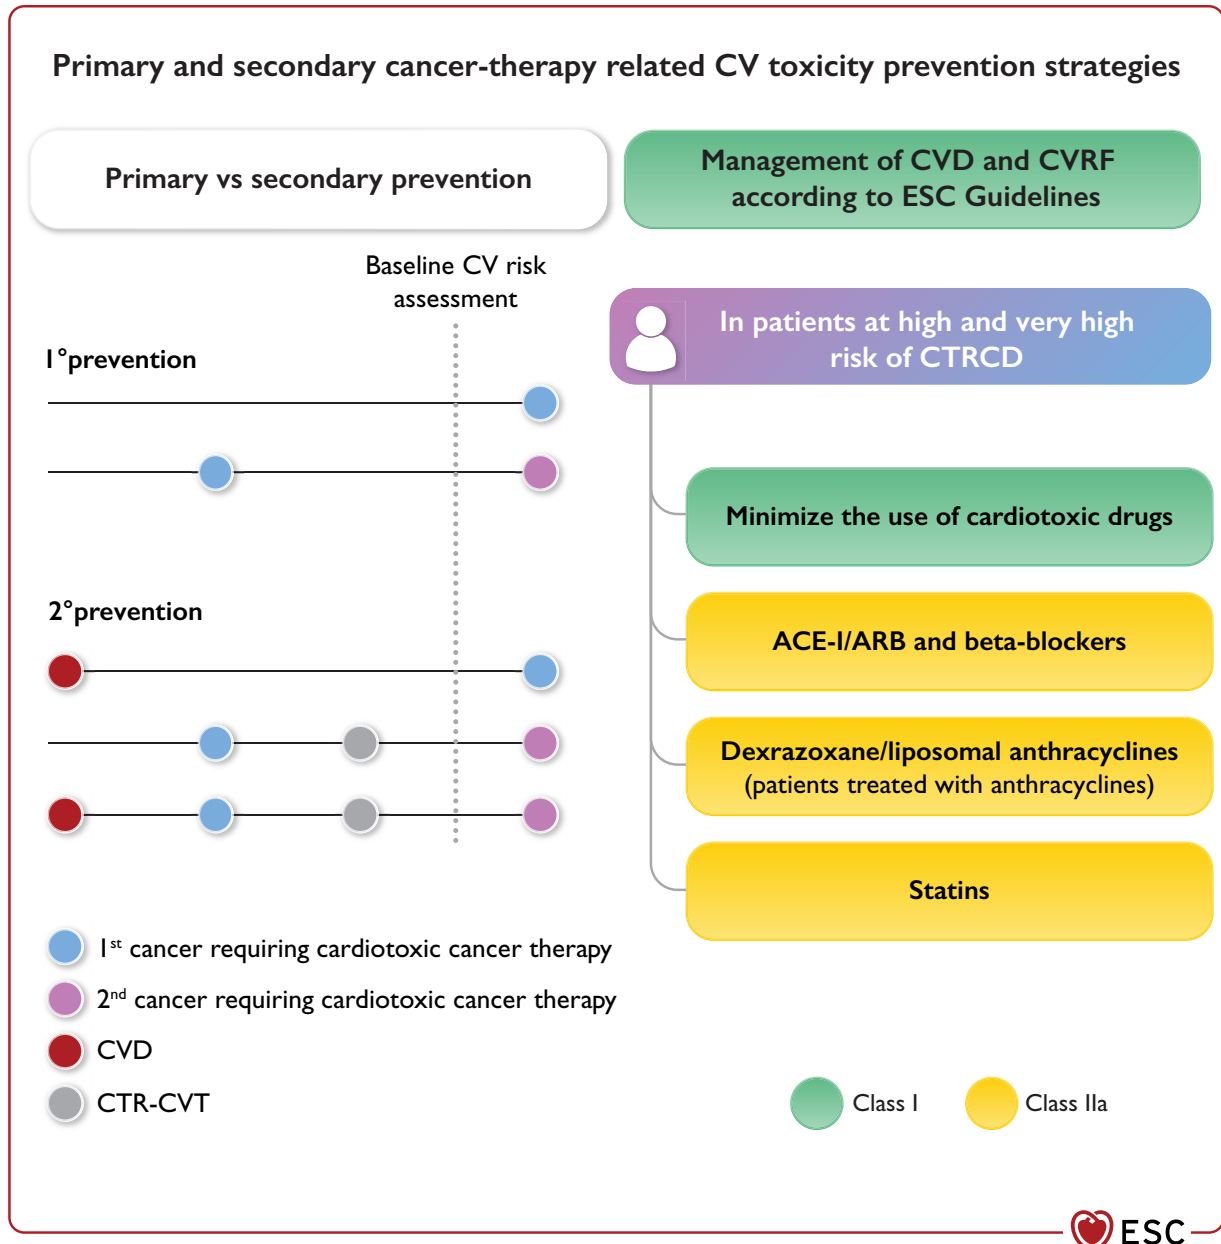 Primary and secondary cancer-therapy related CV toxicity prevention strategies
Primary vs secondary prevention
Management of CVD and CVRF
according to ESC Guidelines
Baseline CV risk
assessment
In patients at high and very high
risk of CTRCD
1°prevention
Minimize the use of cardiotoxic drugs
2°prevention
ACE-I/ARB and beta-blockers
Dexrazoxane/liposomal anthracyclines
(patients treated with anthracyclines)
Statins
1st cancer requiring cardiotoxic cancer therapy
2nd cancer requiring cardiotoxic cancer therapy
CVD
CTR-CVT
Class I
Class IIa
ESC